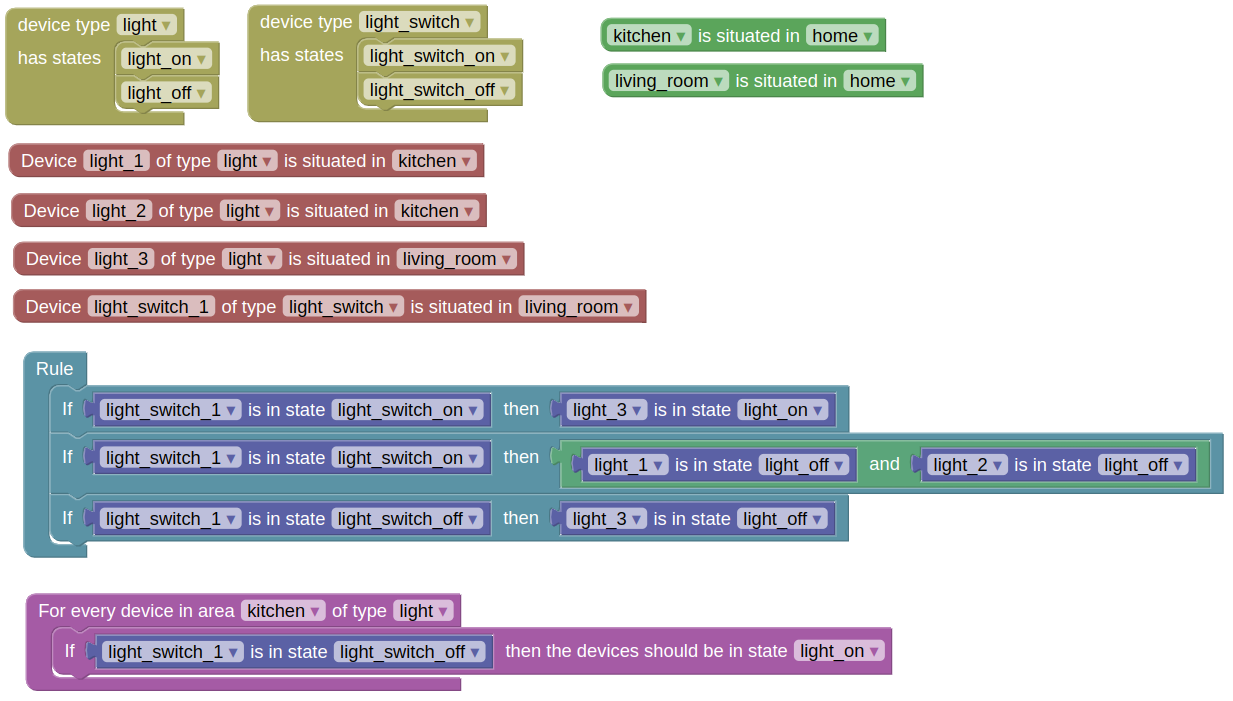 device type light
has states light_on
light_off
device type light_switch
has states light_switch_on
light_switch_off
kitchen is situated in home
living_room is situated in home
Device light_1 of type light is situated in kitchen
Device light_2 of type light is situated in kitchen
Device light_3 of type light is situated in living_room
Device light_switch_1 of type light_switch is situated in living_room
Rule
If light_switch_1 is in state light_switch_on then light_3 is in state light_on
If light_switch_1 is in state light_switch_on then light_1 is in state light_off and light_2 is in state light_off
If light_switch_1 is in state light_switch_off then light_3 is in state light_off
For every device in area kitchen of type light
If light_switch_1 is in state light_switch_off then the devices should be in state light_on